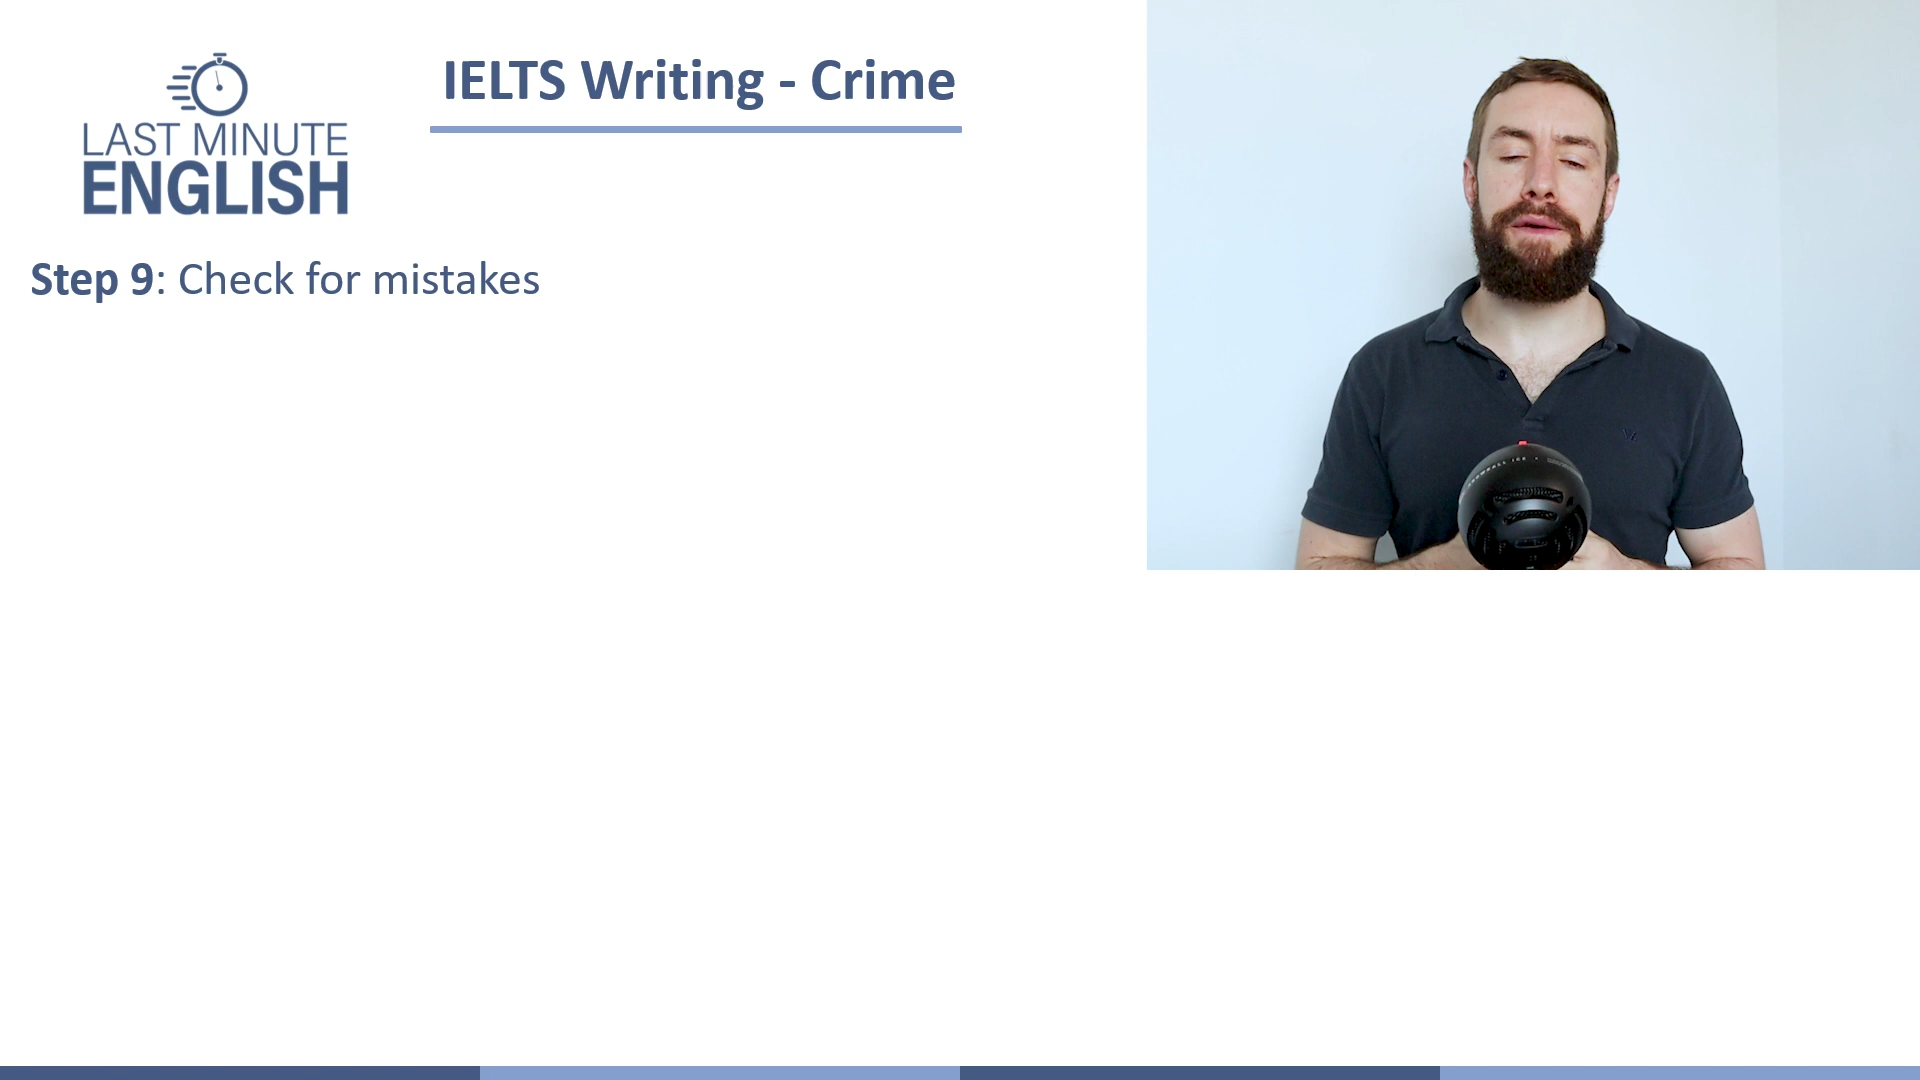 LAST MINUTE
ENGLISH
IELTS Writing - Crime
Step 9: Check for mistakes